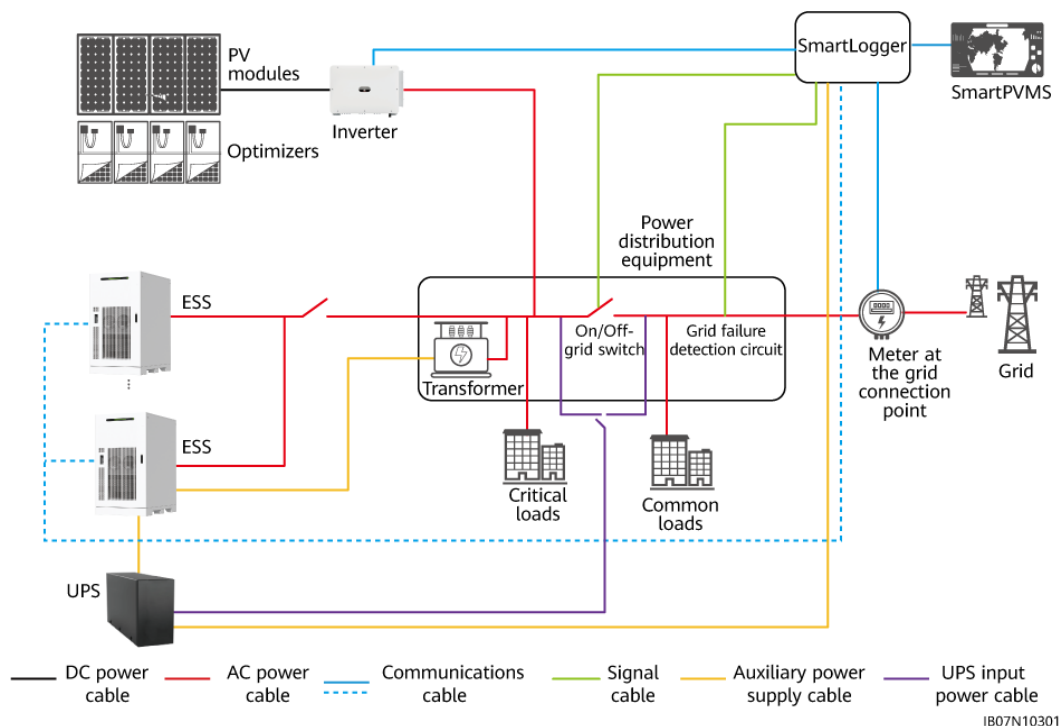 PV
modules
Optimizers
Inverter
SmartLogger
SmartPVMS
Power
distribution
equipment
ESS
ESS
Transformer
On/Off-
grid switch
Grid failure
detection circuit
Meter at
the grid
connection
point
Grid
Critical
loads
Common
loads
UPS
DC power
cable
AC power
cable
Communications
cable
Signal
cable
Auxiliary power
supply cable
UPS input
power cable
IB07N10301